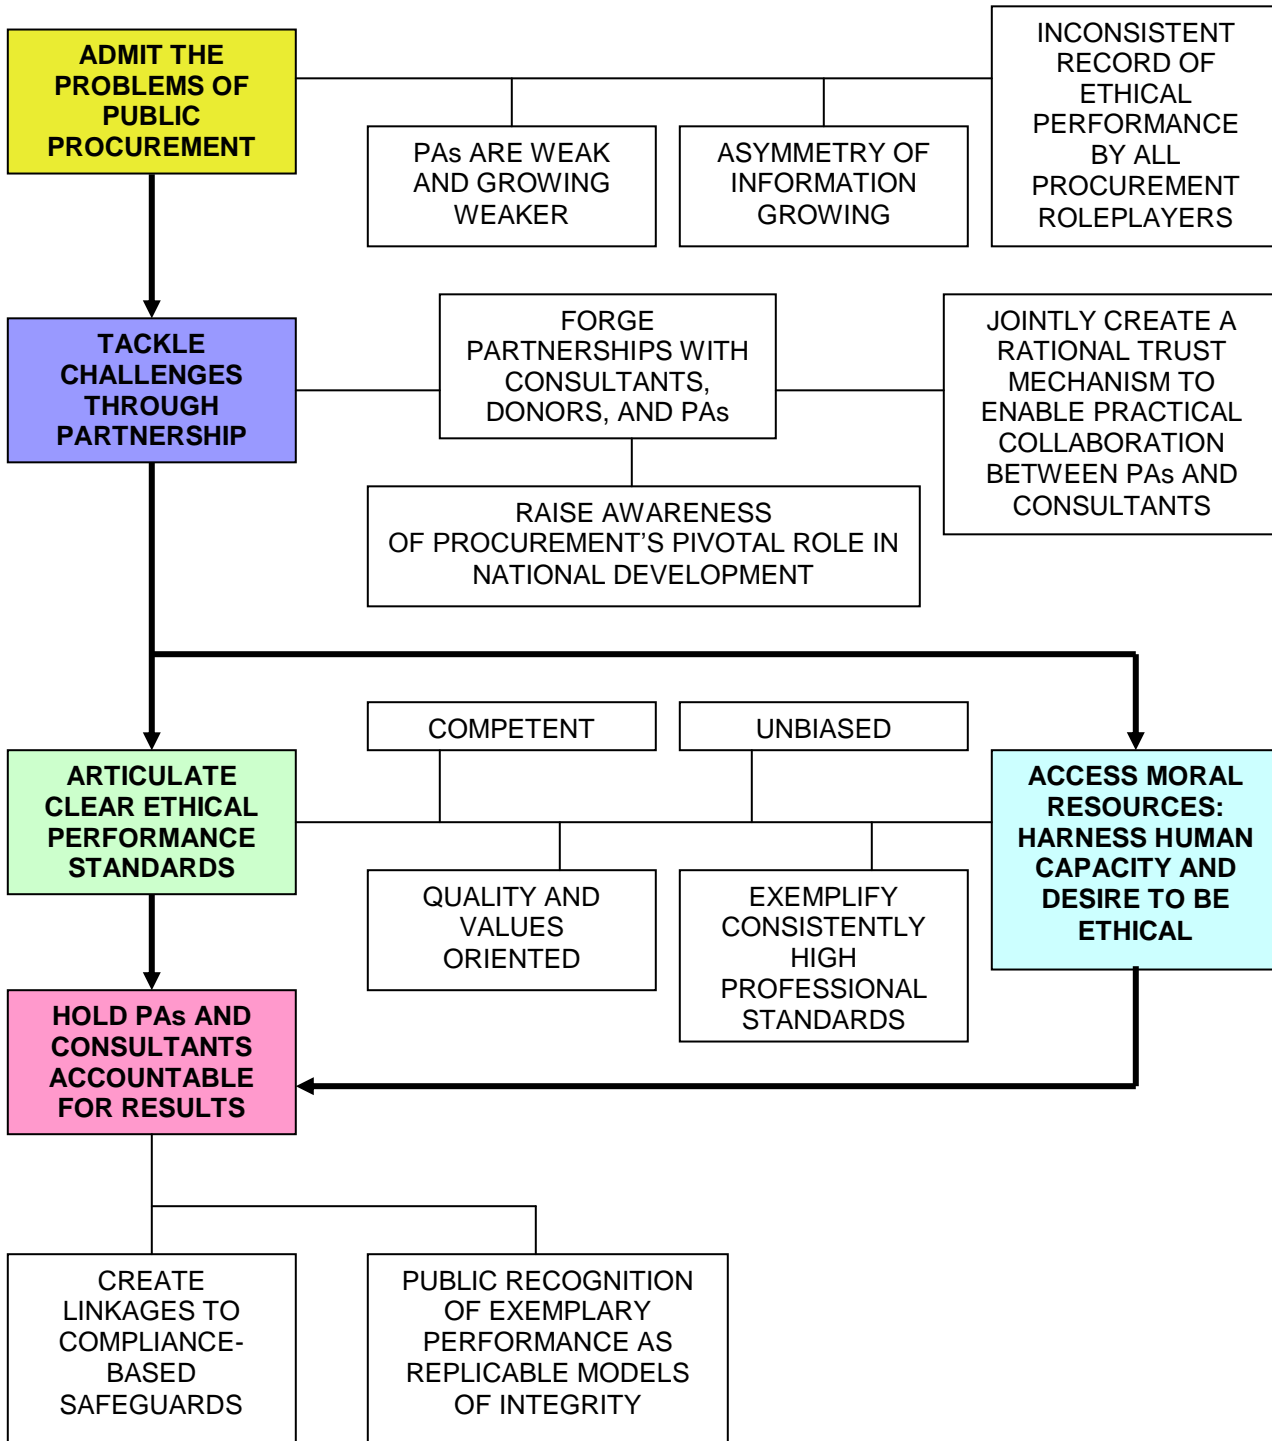 ADMIT THE
PROBLEMS OF
PUBLIC
PROCUREMENT
PAs ARE WEAK
AND GROWING
WEAKER
ASYMMETRY OF
INFORMATION
GROWING
INCONSISTENT
RECORD OF
ETHICAL
PERFORMANCE
BY ALL
PROCUREMENT
ROLEPLAYERS
TACKLE
CHALLENGES
THROUGH
PARTNERSHIP
FORGE
PARTNERSHIPS WITH
CONSULTANTS,
DONORS, AND PAs
JOINTLY CREATE A
RATIONAL TRUST
MECHANISM TO
ENABLE PRACTICAL
COLLABORATION
BETWEEN PAs AND
CONSULTANTS
RAISE AWARENESS
OF PROCUREMENT’S PIVOTAL ROLE IN
NATIONAL DEVELOPMENT
COMPETENT
UNBIASED
ARTICULATE
CLEAR ETHICAL
PERFORMANCE
STANDARDS
QUALITY AND
VALUES
ORIENTED
EXEMPLIFY
CONSISTENTLY
HIGH
PROFESSIONAL
STANDARDS
ACCESS MORAL
RESOURCES:
HARNESS HUMAN
CAPACITY AND
DESIRE TO BE
ETHICAL
HOLD PAs AND
CONSULTANTS
ACCOUNTABLE
FOR RESULTS
CREATE
LINKAGES TO
COMPLIANCE-
BASED
SAFEGUARDS
PUBLIC RECOGNITION
OF EXEMPLARY
PERFORMANCE AS
REPLICABLE MODELS
OF INTEGRITY